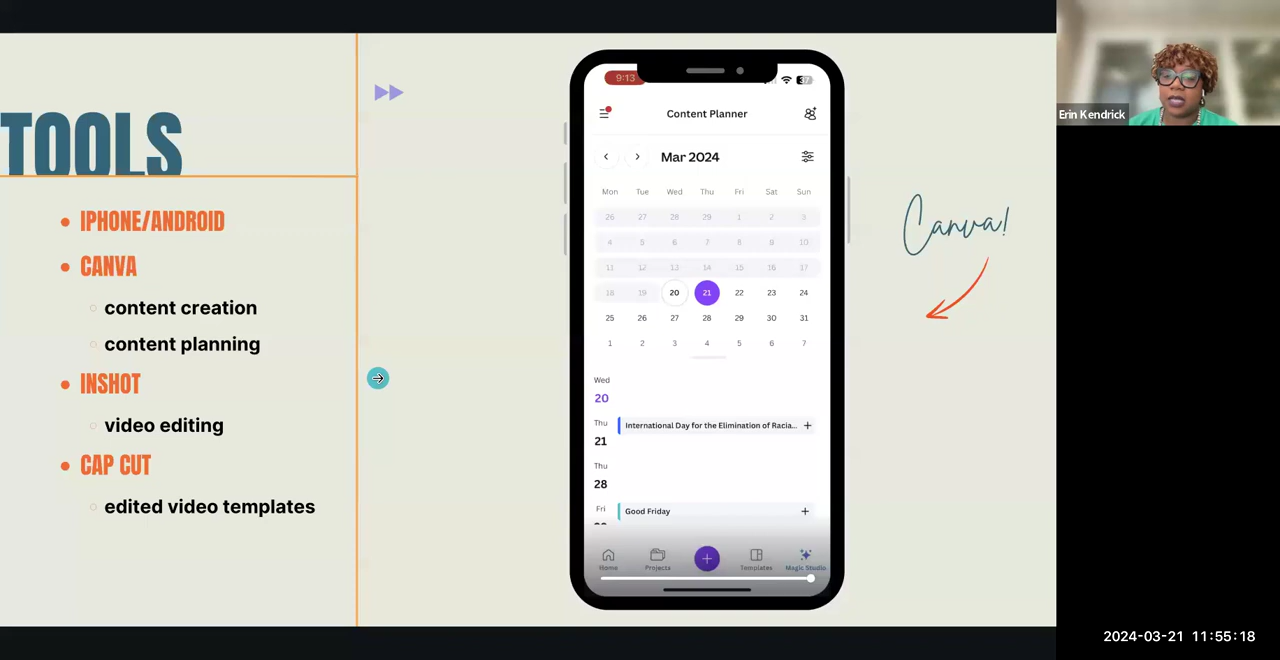 TOOLS
IPHONE/ANDROID
CANVA
content creation
content planning
INSHOT
video editing
CAP CUT
edited video templates
9:13
37
Content Planner
Mar 2024
Mon Tue Wed Thu Fri Sat Sun
26 27 28 29 1 2 3
4 5 6 7 8 9 10
11 12 13 14 15 16 17
18 19 20 21 22 23 24
25 26 27 28 29 30 31
1 2 3 4 5 6 7
Wed
20
Thu
21
International Day for the Elimination of Racia...
Thu
28
Fri
Good Friday
Home Projects Templates Magic Studio
Canva!
Erin Kendrick
2024-03-21 11:55:18